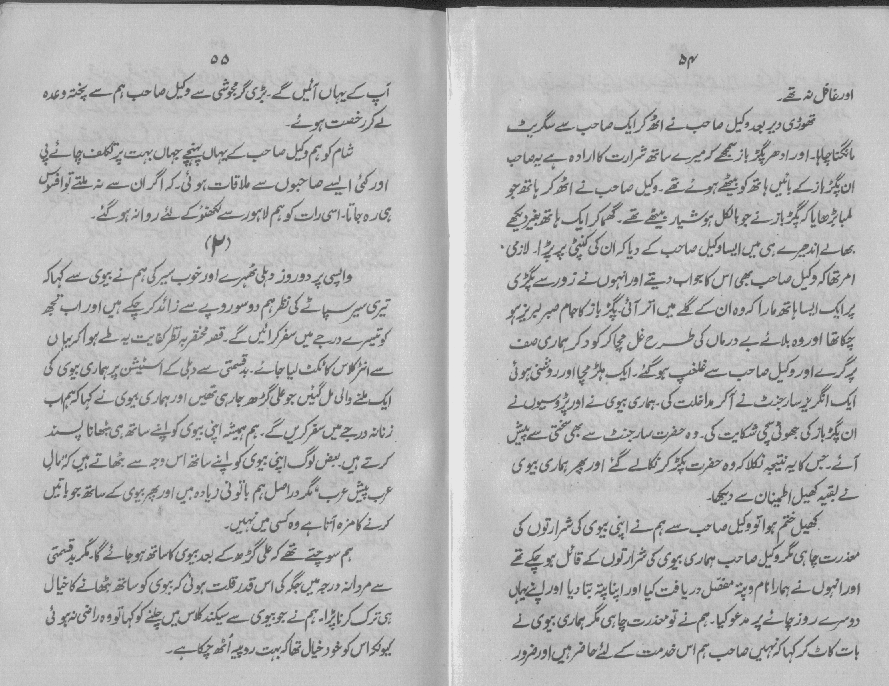 ۵۴
اور غافل نہ تھے۔
تھوڑی دیر بعد وکیل صاحب نے اٹھ کر ایک صاحب سے سگریٹ
مانگنا چاہا۔ اور ادھر پگڑ باز سمجھے کہ میرے ساتھ شرارت کا ارادہ ہے یہ صاحب
ان پگڑ باز کے بائیں ہاتھ کو بیٹھے ہوئے تھے۔ وکیل صاحب نے اٹھ کر ہاتھ جو
لمبا بڑھایا کہ پگڑ باز نے جو بالکل ہوشیار بیٹھے تھے۔ گھما کر ایک ہاتھ بغیر دیکھے
بھالے اندھیرے ہی میں ایسا وکیل صاحب کے دیا کہ ان کی کنپٹی پر پڑا۔ لازمی
امر تھا کہ وکیل صاحب بھی اس کا جواب دیتے اور انہوں نے زور سے پگڑی
پر ایک ایسا ہاتھ مارا کہ وہ ان کے گلے میں اتر آئی۔ پگڑ باز کا جام صبر لبریز ہو
چکا تھا اور وہ بلائے بے درماں کی طرح غل مچا کر کود کر ہماری صف
پر گرے اور وکیل صاحب سے غلغپ ہو گئے۔ ایک ہلڑ مچا اور روشنی ہوئی
ایک انگریز سارجنٹ نے آ کر مداخلت کی۔ ہماری بیوی نے اور پڑوسیوں نے
ان پگڑ باز کی جھوٹی سچی شکایت کی۔ وہ حضرت سارجنٹ سے بھی سختی سے پیش
آئے۔ جس کا یہ نتیجہ نکلا کہ وہ حضرت پکڑ کر نکالے گئے اور پھر ہماری بیوی
نے بقیہ کھیل اطمینان سے دیکھا۔
کھیل ختم ہوا تو وکیل صاحب سے ہم نے اپنی بیوی کی شرارتوں کی
معذرت چاہی مگر وکیل صاحب ہماری بیوی کی شرارتوں کے قائل ہو چکے تھے
اور انہوں نے ہمارا نام و پتہ مفصل دریافت کیا اور اپنا پتہ بتا دیا اور اپنے یہاں
دوسرے روز چائے پر مدعو کیا۔ ہم نے تو معذرت چاہی مگر ہماری بیوی نے
بات کاٹ کر کہا کہ نہیں صاحب ہم اس خدمت کے لئے حاضر ہیں اور ضرور
۵۵
آپ کے یہاں آئیں گے۔ بڑی گرمجوشی سے وکیل صاحب ہم سے پختہ وعدہ
لے کر رخصت ہوئے۔
شام کو ہم وکیل صاحب کے یہاں پہنچے جہاں بہت پر تکلف چائے پی
اور کئی ایسے صاحبوں سے ملاقات ہوئی۔ کہ اگر ان سے نہ ملتے تو افسوس
ہی رہ جاتا۔ اسی رات کو ہم لاہور سے لکھنؤ کے لئے روانہ ہو گئے۔
(۲)
واپسی پر دو روز دہلی ٹھہرے اور خوب سیر کی ہم نے بیوی سے کہا کہ
تیری سیر سپاٹے کی نظر ہم دو سو روپے سے زائد کر چکے ہیں اور اب تجھ
کو تیسرے درجے میں سفر کرائیں گے۔ قصہ مختصر بہ نظر کفایت یہ طے ہوا کہ یہاں
سے انٹر کلاس کا ٹکٹ لیا جائے۔ بدقسمتی سے دہلی کے اسٹیشن پر ہماری بیوی کی
ایک ملنے والی مل گئیں جو علی گڑھ جا رہی تھیں اور ہماری بیوی نے کہا کہ ہم اب
زنانہ درجے میں سفر کریں گے۔ ہم ہمیشہ اپنی بیوی کو اپنے ساتھ ہی بٹھانا پسند
کرتے ہیں۔ بعض لوگ اپنی بیوی کو اپنے ساتھ اس وجہ سے بٹھاتے ہیں کہ ’’مال
عرب پیش عرب‘‘ مگر دراصل ہم باتونی زیادہ ہیں اور پھر بیوی کے ساتھ جو باتیں
کرنے کا مزہ آتا ہے وہ کسی میں نہیں۔
ہم سوچتے تھے کہ علی گڑھ کے بعد بیوی کا ساتھ ہو جائے گا۔ مگر بدقسمتی
سے مردانہ درجہ میں جگہ کی اس قدر قلت ہوئی کہ بیوی کو ساتھ بٹھانے کا خیال
ہی ترک کرنا پڑا۔ ہم نے جو بیوی سے سیکنڈ کلاس میں چلنے کو کہا تو وہ راضی نہ ہوئی
کیونکہ اس کو خود خیال تھا کہ بہت روپیہ اُٹھ چکا ہے۔